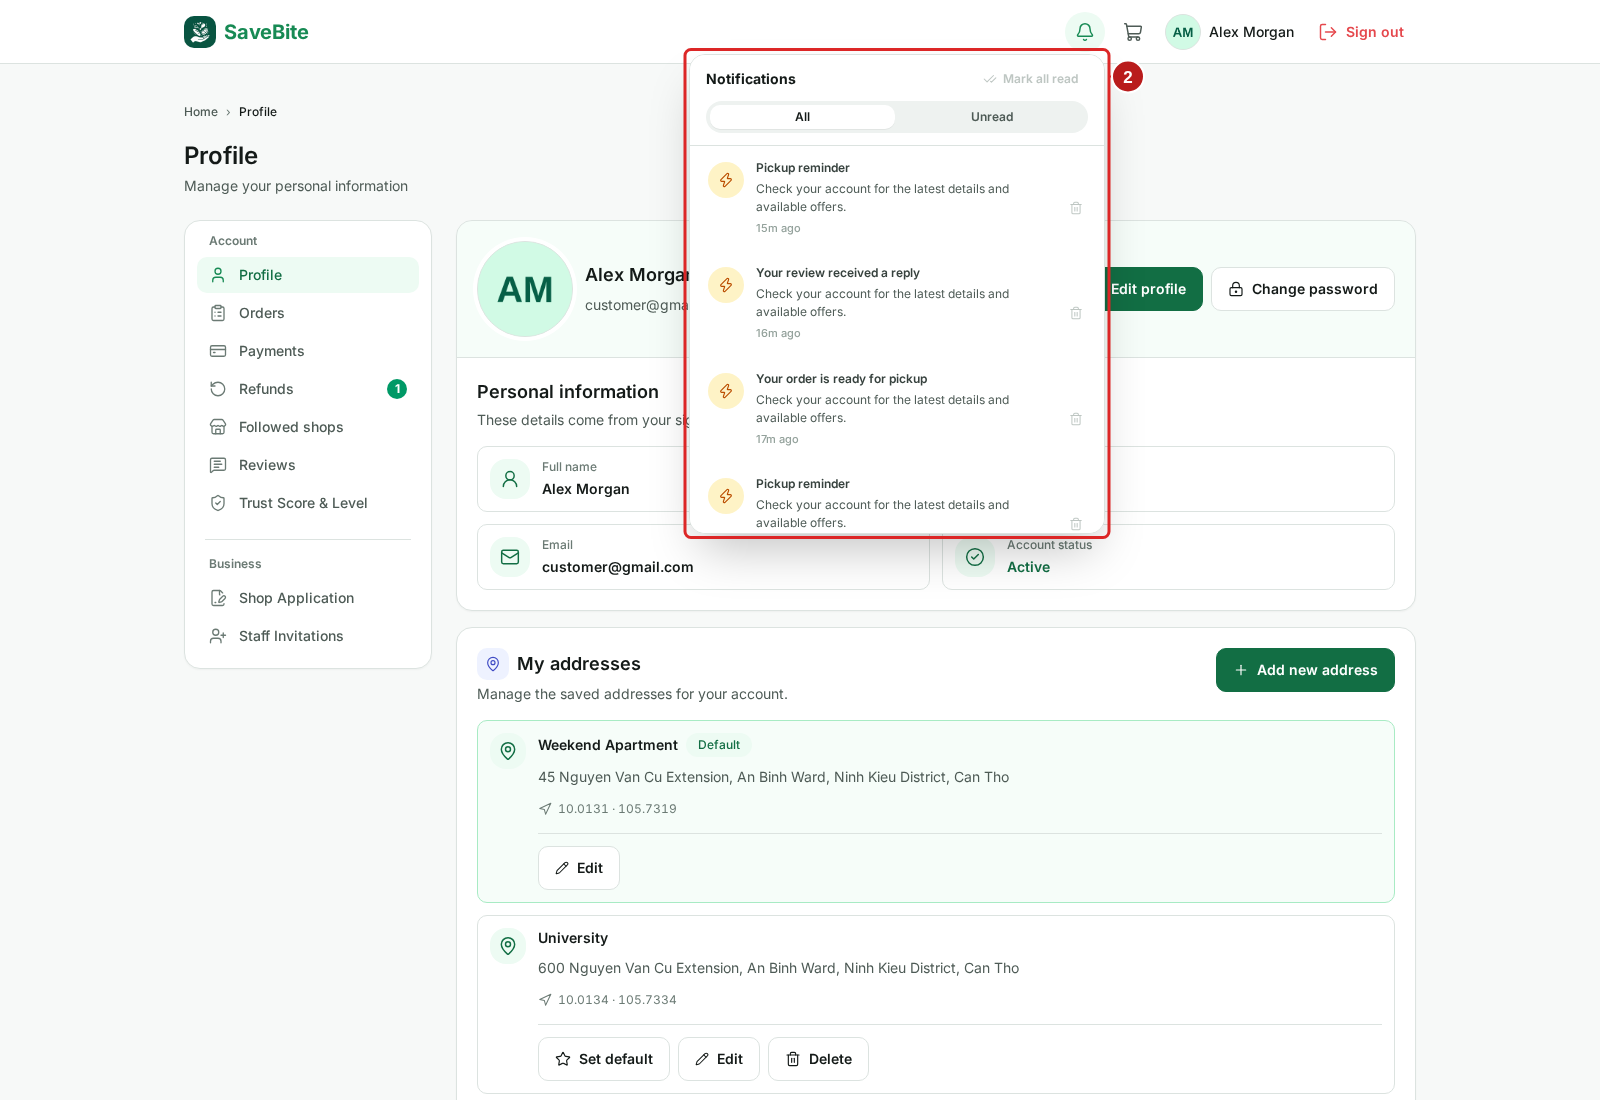 SaveBite
AM
Alex Morgan
Sign out
Home › Profile
Profile
Manage your personal information
Account
Profile
Orders
Payments
Refunds
1
Followed shops
Reviews
Trust Score & Level
Business
Shop Application
Staff Invitations
Notifications
Mark all read
2
All
Unread
Pickup reminder
Check your account for the latest details and
available offers.
15m ago
Your review received a reply
Check your account for the latest details and
available offers.
16m ago
Your order is ready for pickup
Check your account for the latest details and
available offers.
17m ago
Pickup reminder
Check your account for the latest details and
available offers.
AM
Alex Morgan
customer@gma
Edit profile
Change password
Personal information
These details come from your
Full name
Alex Morgan
Email
customer@gmail.com
Account status
Active
My addresses
Manage the saved addresses for your account.
Add new address
Weekend Apartment
Default
45 Nguyen Van Cu Extension, An Binh Ward, Ninh Kieu District, Can Tho
10.0131 · 105.7319
Edit
University
600 Nguyen Van Cu Extension, An Binh Ward, Ninh Kieu District, Can Tho
10.0134 · 105.7334
Set default
Edit
Delete